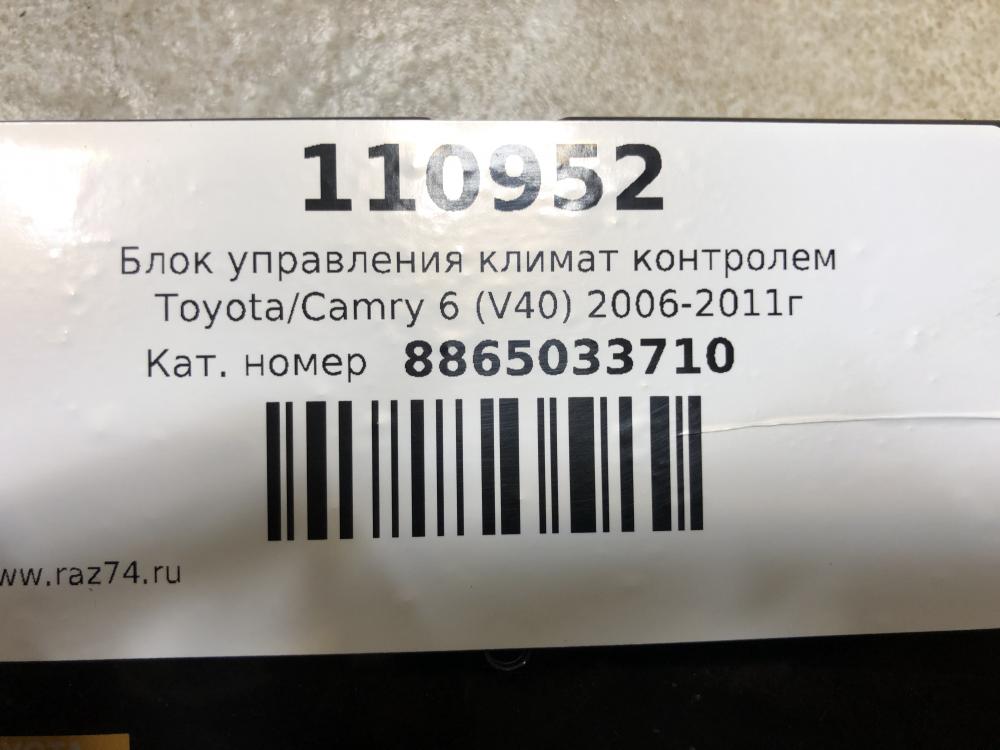 110952
Блок управления климат контролем
Toyota/Camry 6 (V40) 2006-2011г
Кат. номер 8865033710
ww.raz74.ru